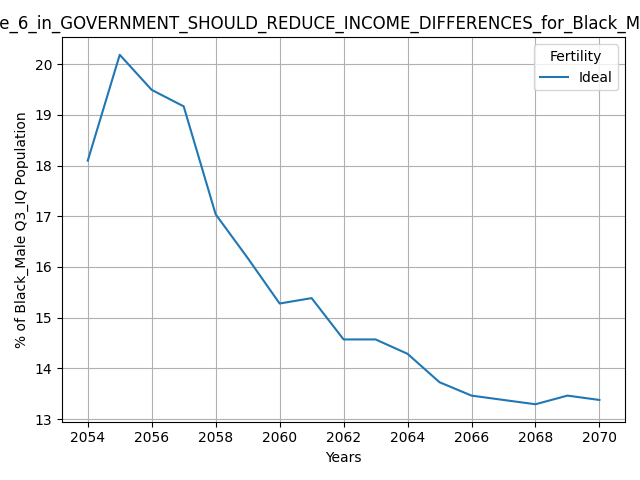 e_6_in_GOVERNMENT_SHOULD_REDUCE_INCOME_DIFFERENCES_for_Black_M
Fertility
Ideal
% of Black_Male Q3_IQ Population
20
19
18
17
16
15
14
13
2054 2056 2058 2060 2062 2064 2066 2068 2070
Years